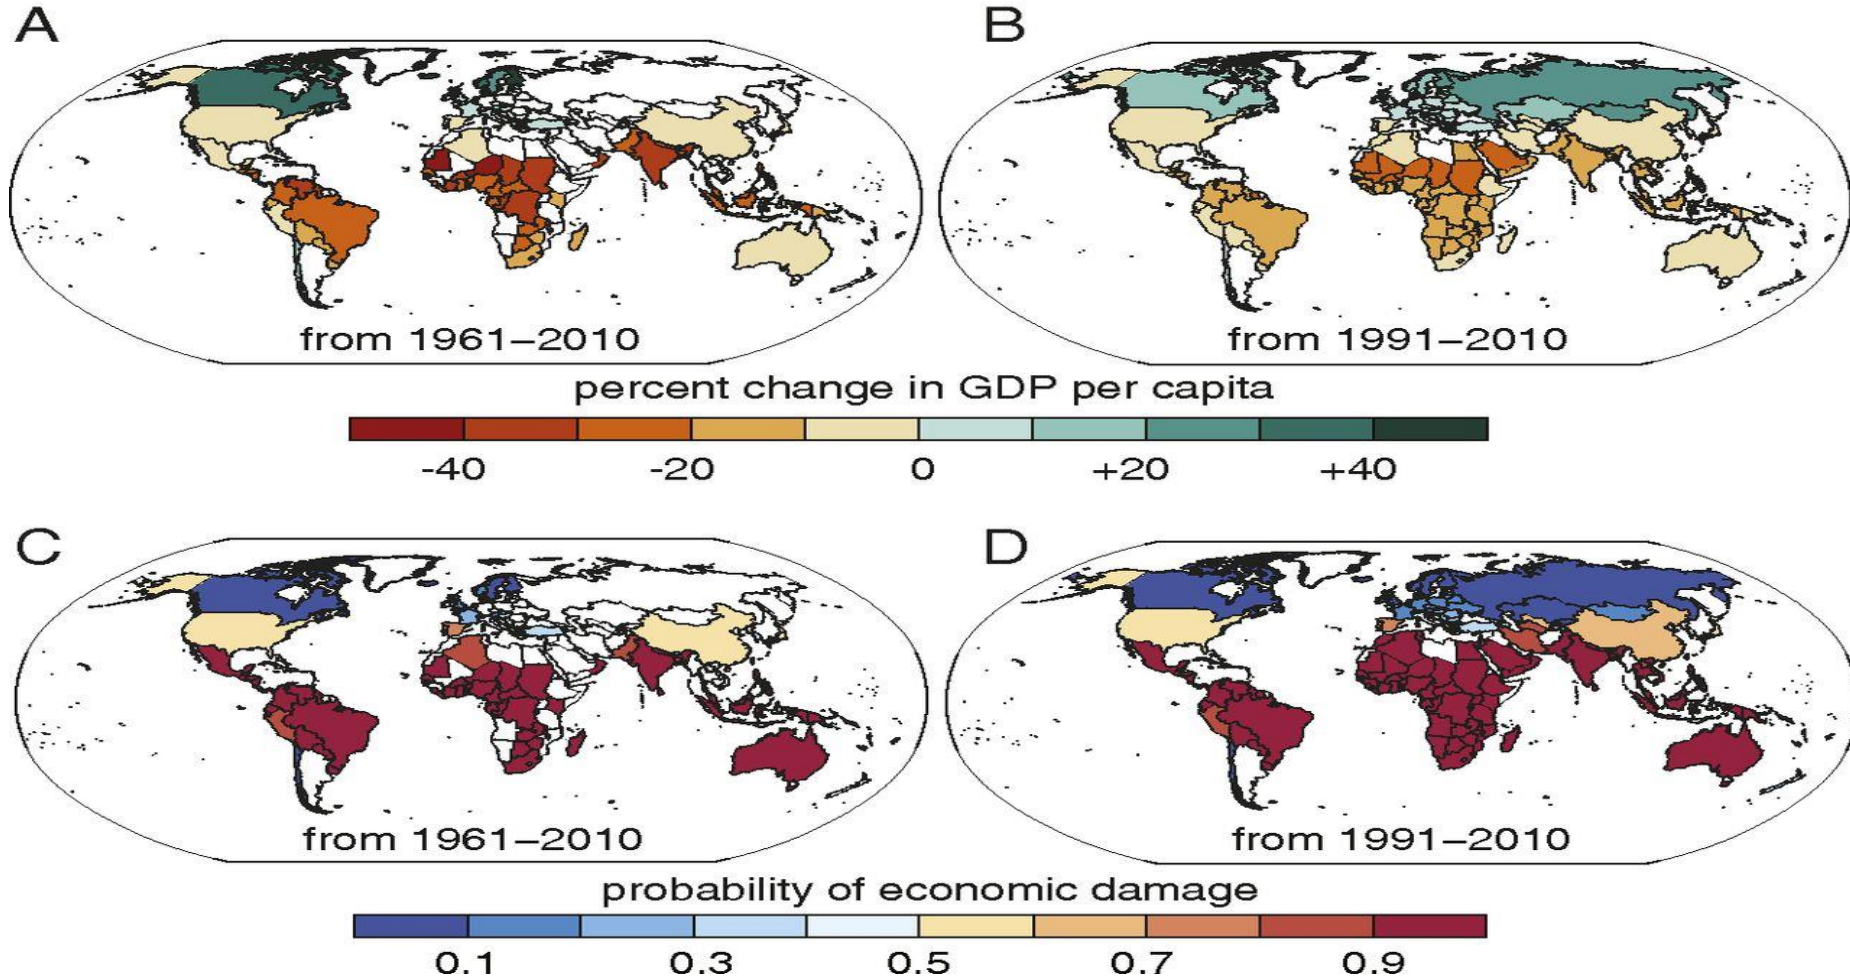 A
B
from 1961–2010
from 1991–2010
percent change in GDP per capita
-40 -20 0 +20 +40
C
D
from 1961–2010
from 1991–2010
probability of economic damage
0.1 0.3 0.5 0.7 0.9